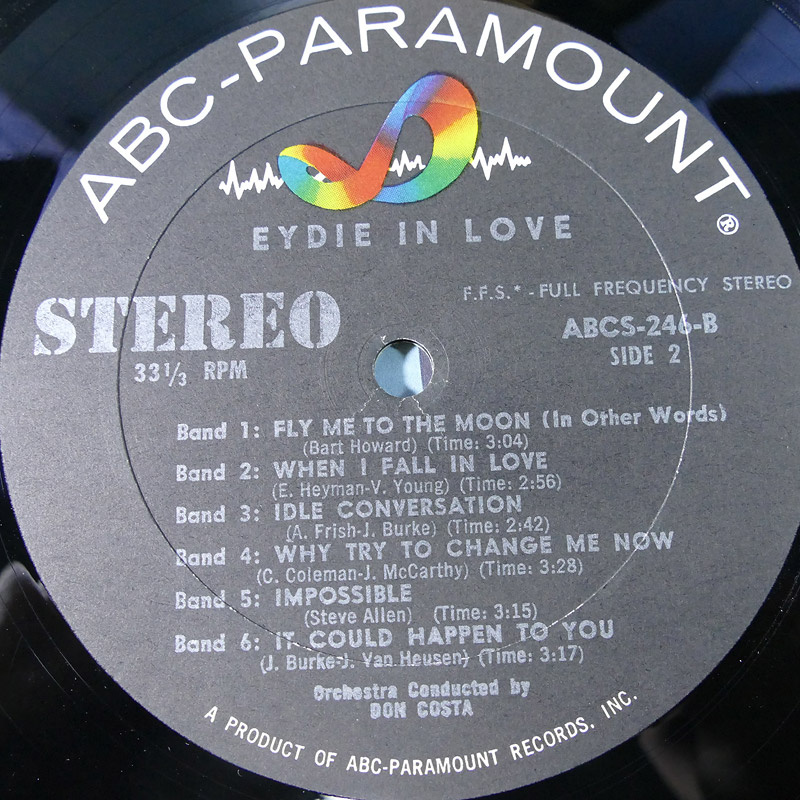 ABC-PARAMOUNT
®
EYDIE IN LOVE
F.F.S.* - FULL FREQUENCY STEREO
STEREO
ABCS-246-B
33 1/3 RPM
SIDE 2
Band 1: FLY ME TO THE MOON (In Other Words)
(Bart Howard) (Time: 3:04)
Band 2: WHEN I FALL IN LOVE
(E. Heyman-V. Young) (Time: 2:56)
Band 3: IDLE CONVERSATION
(A. Frish-J. Burke) (Time: 2:42)
Band 4: WHY TRY TO CHANGE ME NOW
(C. Coleman-J. McCarthy) (Time: 3:28)
Band 5: IMPOSSIBLE
(Steve Allen) (Time: 3:15)
Band 6: IT COULD HAPPEN TO YOU
(J. Burke-J. Van Heusen) (Time: 3:17)
Orchestra Conducted by
DON COSTA
A PRODUCT OF ABC-PARAMOUNT RECORDS, INC.